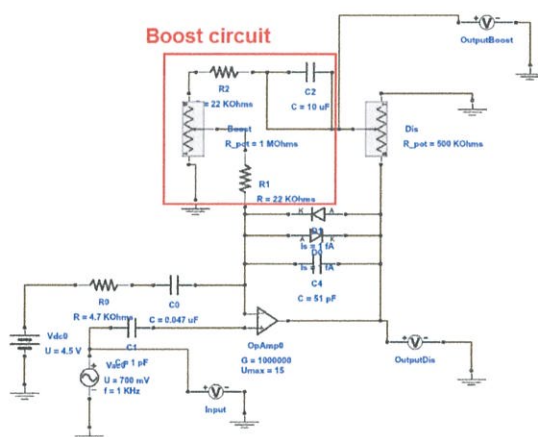 Boost circuit
OutputBoost
R2
R = 22 KOhms
C2
C = 10 uF
Boost
R_pot = 1 MOhms
Dis
R_pot = 500 KOhms
R1
R = 22 KOhms
K A
Is = 1 fA
A K
Is = 1 fA
C4
C = 51 pF
R0
R = 4.7 KOhms
C0
C = 0.047 uF
Vdc0
U = 4.5 V
C1
C = 1 pF
OpAmp0
G = 1000000
Umax = 15
OutputDis
U = 700 mV
f = 1 KHz
Input